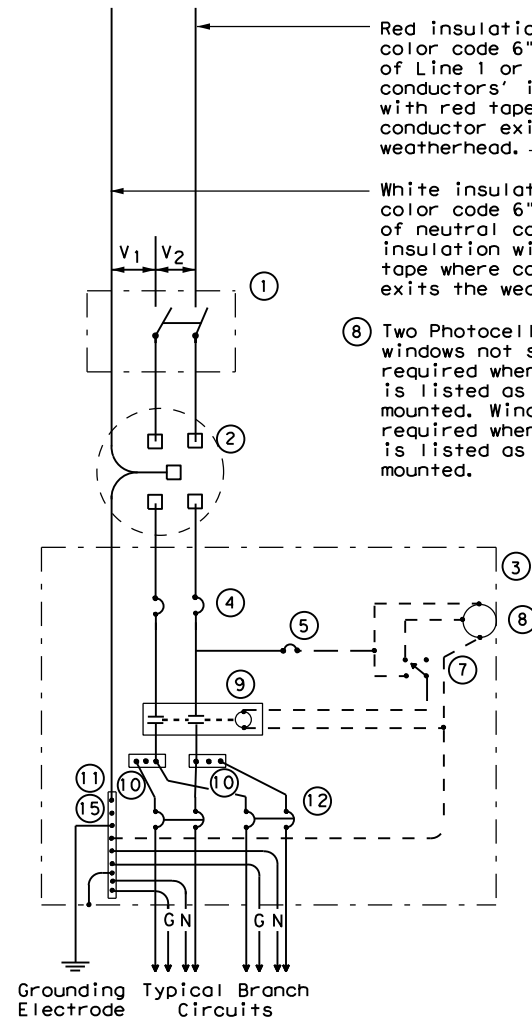 Red insulatio
color code 6"
of Line 1 or
conductors' i
with red tape
conductor exi
weatherhead.
White insulat
color code 6"
of neutral co
insulation wi
tape where co
exits the wea
V1 V2
1
8 Two Photocell
windows not s
required wher
is listed as
mounted. Wind
required wher
is listed as
mounted.
2
3
4
5
8
7
9
11
10
10
12
15
G N
G N
Grounding
Electrode
Typical Branch
Circuits